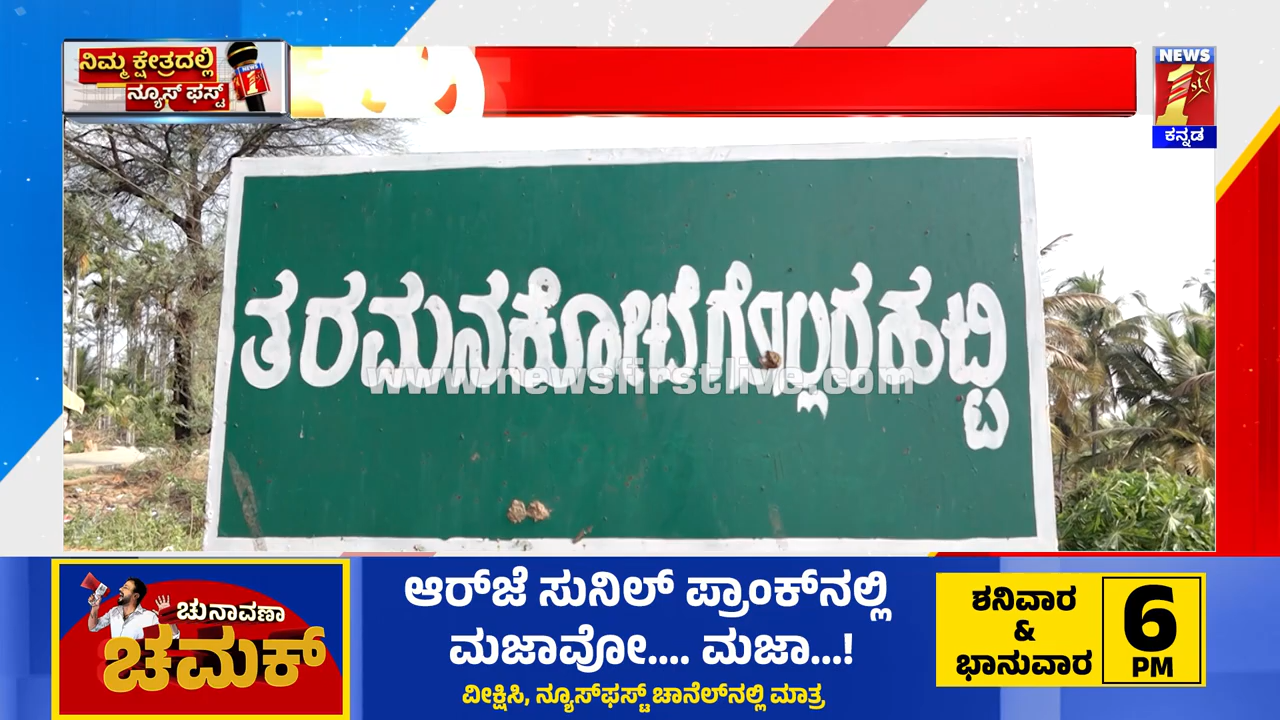 ನಿಮ್ಮ ಕ್ಷೇತ್ರದಲ್ಲಿ
ನ್ಯೂಸ್ ಫಸ್ಟ್
NEWS
1st
ಕನ್ನಡ
ತರಮನಕೋಟೆ ಗೊಲ್ಲರಹಟ್ಟಿ
www.newsfirstlive.com
ಚುನಾವಣಾ
ಚಮಕ್
ಆರ್‌ಜೆ ಸುನಿಲ್ ಪ್ರಾಂಕ್‌ನಲ್ಲಿ
ಮಜಾವೋ.... ಮಜಾ...!
ವೀಕ್ಷಿಸಿ, ನ್ಯೂಸ್‌ಫಸ್ಟ್ ಚಾನೆಲ್‌ನಲ್ಲಿ ಮಾತ್ರ
ಶನಿವಾರ
&
ಭಾನುವಾರ
6
PM